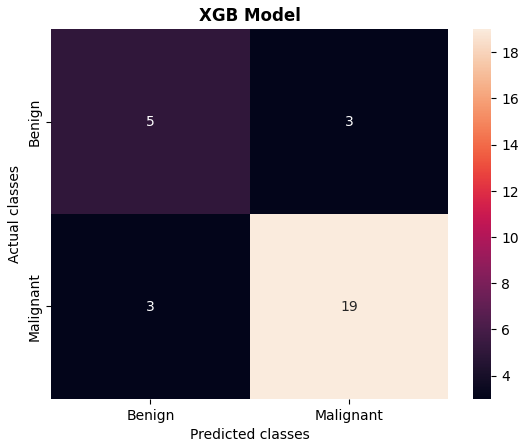 XGB Model
Actual classes
Benign
5
3
Malignant
3
19
Benign
Malignant
Predicted classes
18
16
14
12
10
8
6
4